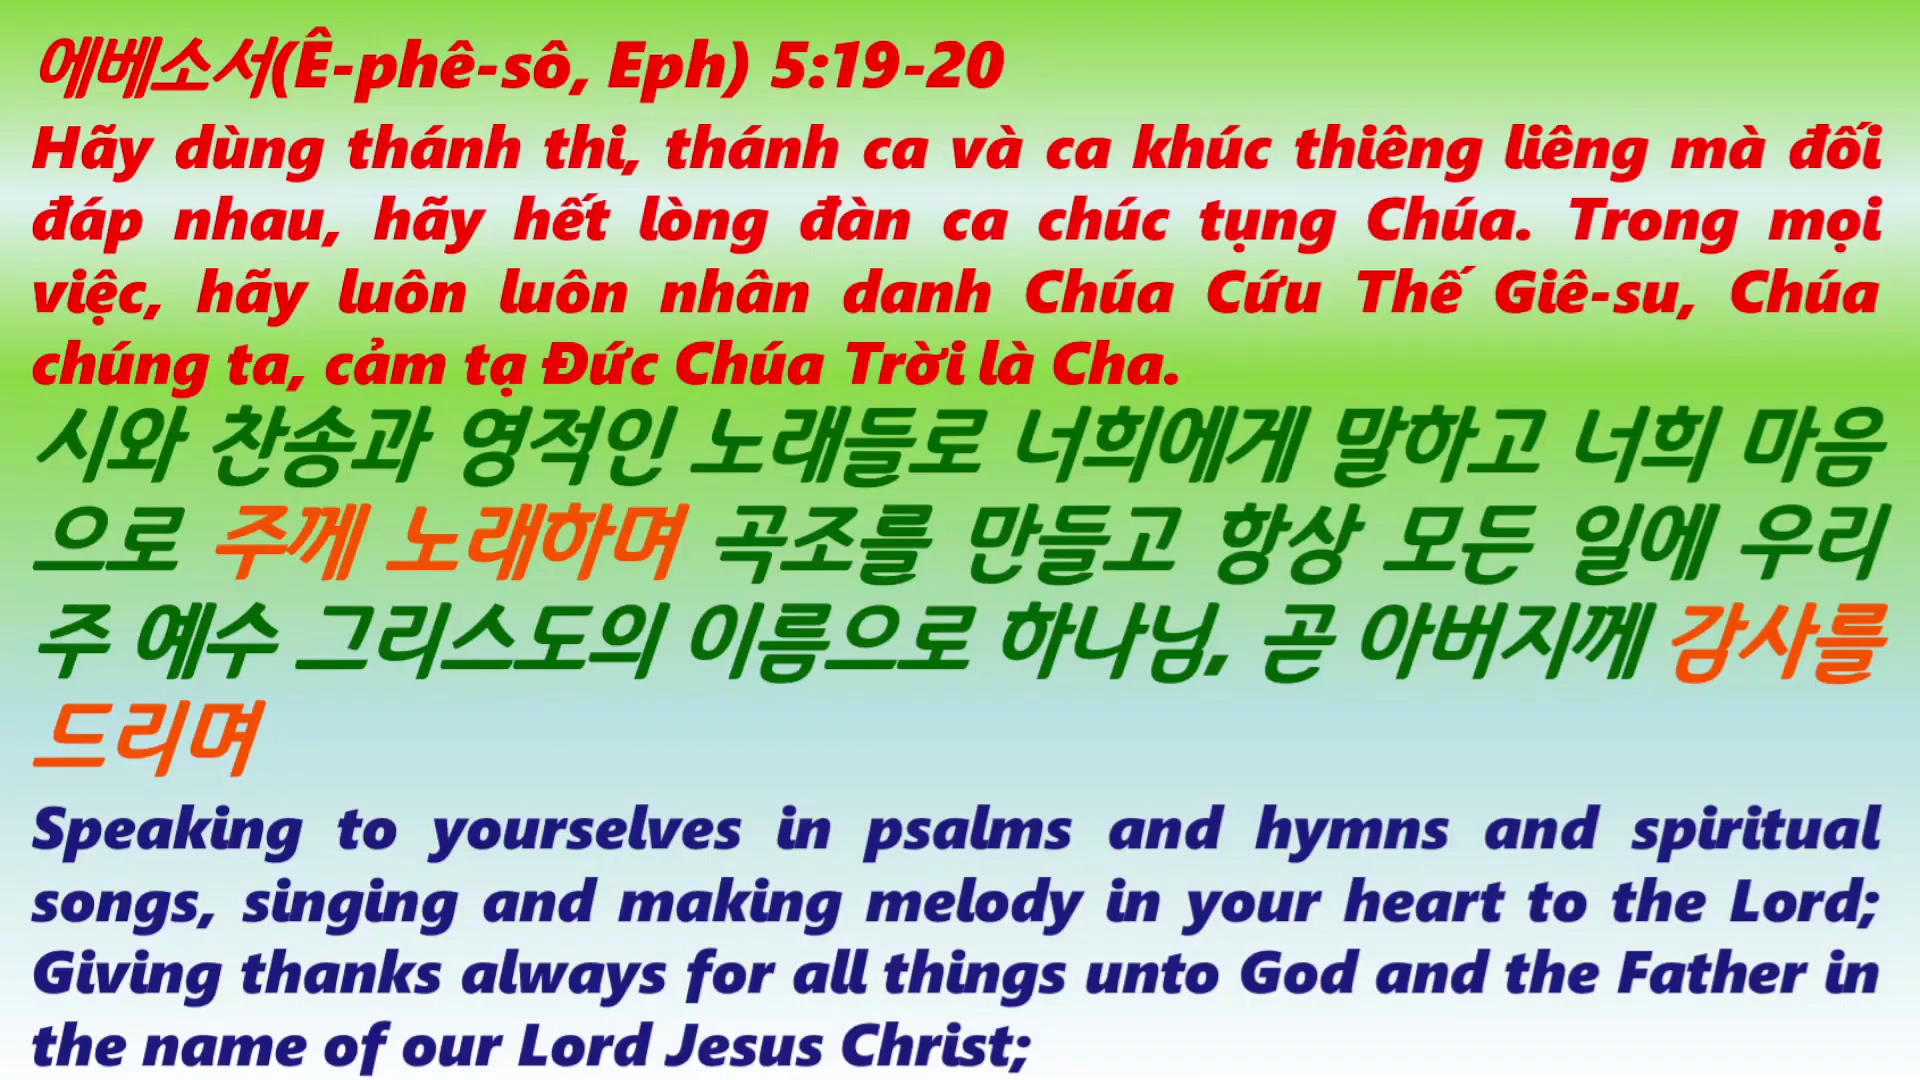 에베소서(Ê-phê-sô, Eph) 5:19-20
Hãy dùng thánh thi, thánh ca và ca khúc thiêng liêng mà đối
đáp nhau, hãy hết lòng đàn ca chúc tụng Chúa. Trong mọi
việc, hãy luôn luôn nhân danh Chúa Cứu Thế Giê-su, Chúa
chúng ta, cảm tạ Đức Chúa Trời là Cha.
시와 찬송과 영적인 노래들로 너희에게 말하고 너희 마음
으로 주께 노래하며 곡조를 만들고 항상 모든 일에 우리
주 예수 그리스도의 이름으로 하나님, 곧 아버지께 감사를
드리며
Speaking to yourselves in psalms and hymns and spiritual
songs, singing and making melody in your heart to the Lord;
Giving thanks always for all things unto God and the Father in
the name of our Lord Jesus Christ;